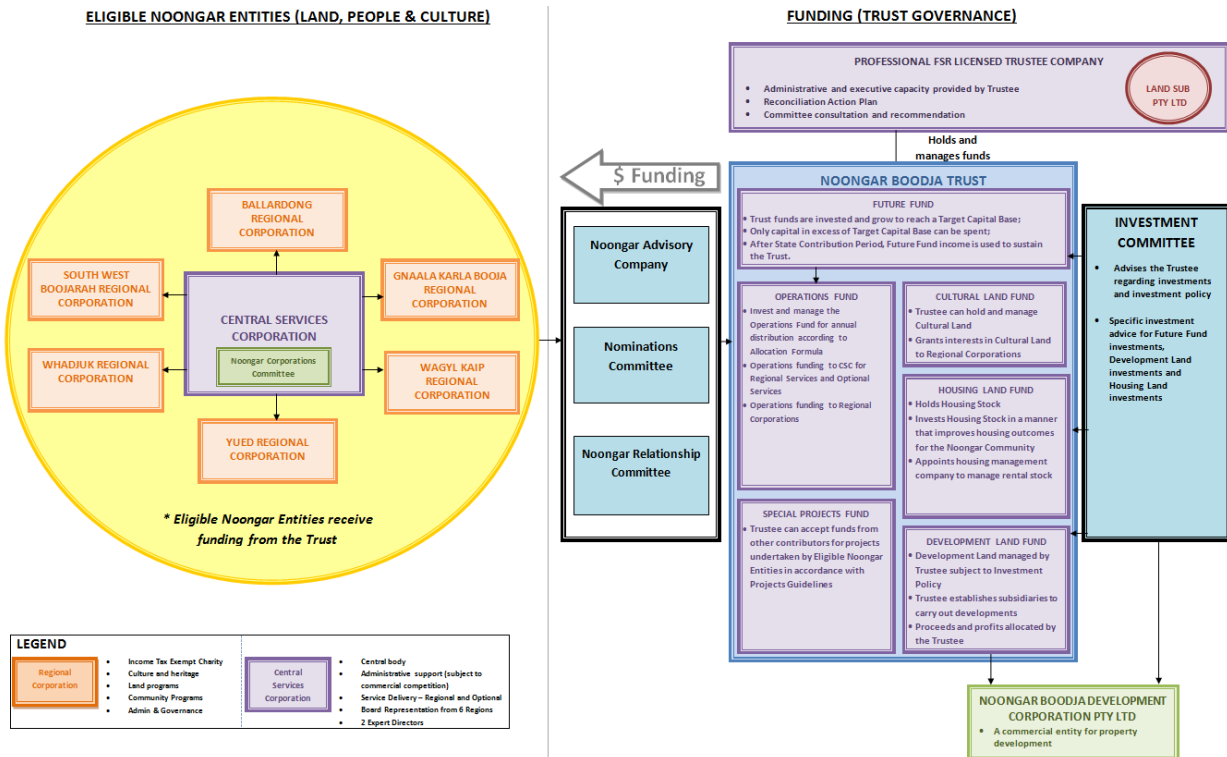 ELIGIBLE NOONGAR ENTITIES (LAND, PEOPLE & CULTURE)
BALLARDONG
REGIONAL
CORPORATION
SOUTH WEST
BOOJARAH REGIONAL
CORPORATION
GNAALA KARLA BOOJA
REGIONAL
CORPORATION
CENTRAL SERVICES
CORPORATION
Noongar Corporations
Committee
WHADJUK REGIONAL
CORPORATION
WAGYL KAIP
REGIONAL
CORPORATION
YUED REGIONAL
CORPORATION
* Eligible Noongar Entities receive
funding from the Trust
LEGEND
Regional
Corporation
• Income Tax Exempt Charity
• Culture and heritage
• Land programs
• Community Programs
• Admin & Governance
Central
Services
Corporation
• Central body
• Administrative support (subject to
commercial competition)
• Service Delivery – Regional and Optional
• Board Representation from 6 Regions
• 2 Expert Directors
FUNDING (TRUST GOVERNANCE)
PROFESSIONAL FSR LICENSED TRUSTEE COMPANY
• Administrative and executive capacity provided by Trustee
• Reconciliation Action Plan
• Committee consultation and recommendation
LAND SUB
PTY LTD
Holds and
manages funds
$ Funding
Noongar Advisory
Company
Nominations
Committee
Noongar Relationship
Committee
NOONGAR BOODJA TRUST
FUTURE FUND
• Trust funds are invested and grow to reach a Target Capital Base;
• Only capital in excess of Target Capital Base can be spent;
• After State Contribution Period, Future Fund income is used to sustain
the Trust.
OPERATIONS FUND
• Invest and manage the
Operations Fund for annual
distribution according to
Allocation Formula
• Operations funding to CSC for
Regional Services and Optional
Services
• Operations funding to Regional
Corporations
CULTURAL LAND FUND
• Trustee can hold and manage
Cultural Land
• Grants interests in Cultural Land
to Regional Corporations
HOUSING LAND FUND
• Holds Housing Stock
• Invests Housing Stock in a manner
that improves housing outcomes
for the Noongar Community
• Appoints housing management
company to manage rental stock
SPECIAL PROJECTS FUND
• Trustee can accept funds from
other contributors for projects
undertaken by Eligible Noongar
Entities in accordance with
Projects Guidelines
DEVELOPMENT LAND FUND
• Development Land managed by
Trustee subject to Investment
Policy
• Trustee establishes subsidiaries to
carry out developments
• Proceeds and profits allocated by
the Trustee
INVESTMENT
COMMITTEE
• Advises the Trustee
regarding investments
and investment policy
• Specific investment
advice for Future Fund
investments,
Development Land
investments and
Housing Land
investments
NOONGAR BOODJA DEVELOPMENT
CORPORATION PTY LTD
• A commercial entity for property
development